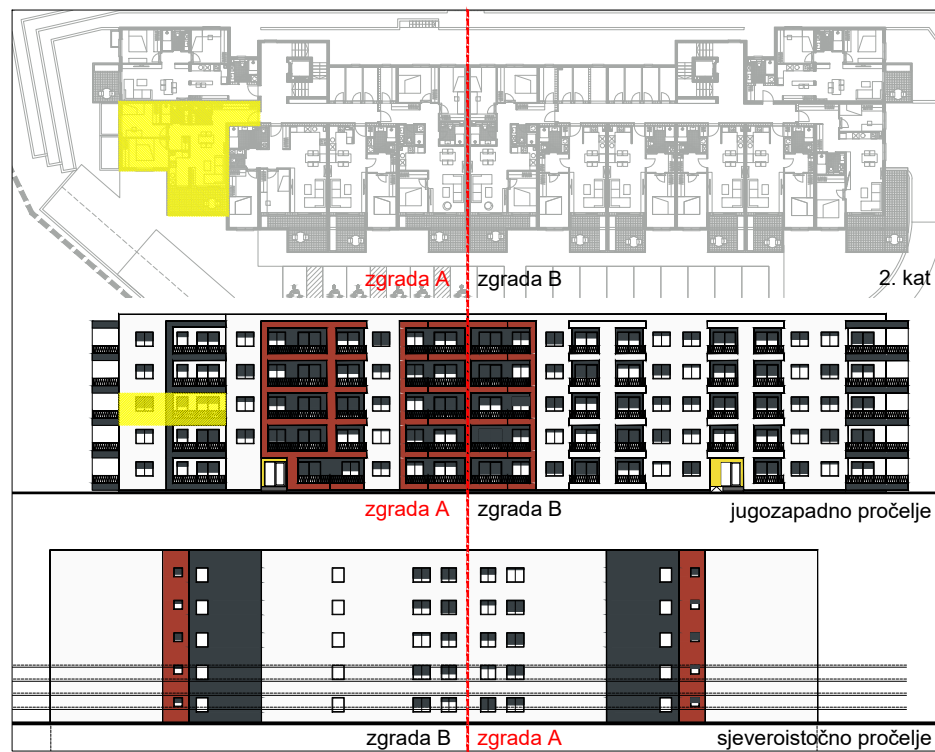 zgrada A zgrada B 2. kat
zgrada A zgrada B jugozapadno pročelje
zgrada B zgrada A sjeveroistočno pročelje